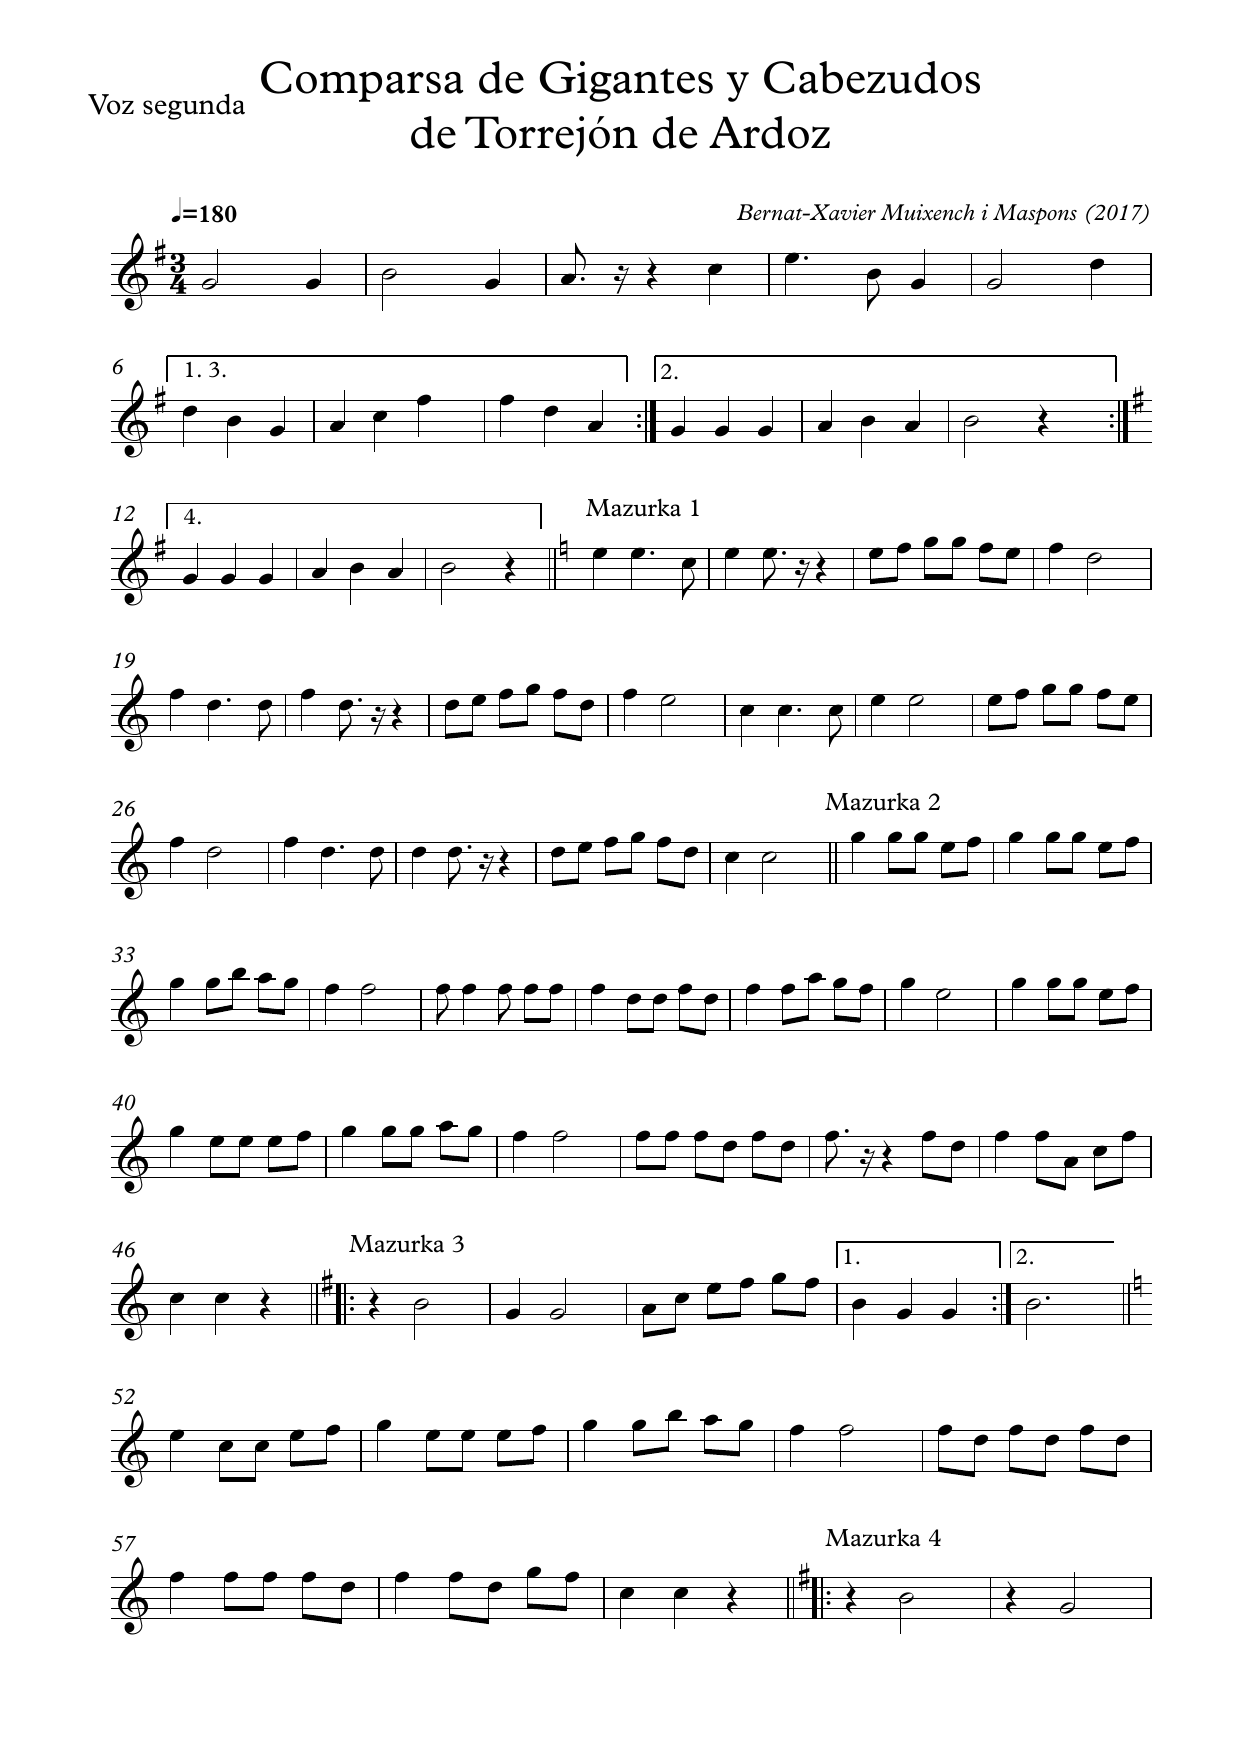 Comparsa de Gigantes y Cabezudos
Voz segunda
de Torrejón de Ardoz
♩=180
Bernat-Xavier Muixench i Maspons (2017)
3
4
6
1. 3.
2.
12
4.
Mazurka 1
19
26
Mazurka 2
33
40
46
Mazurka 3
1.
2.
52
57
Mazurka 4